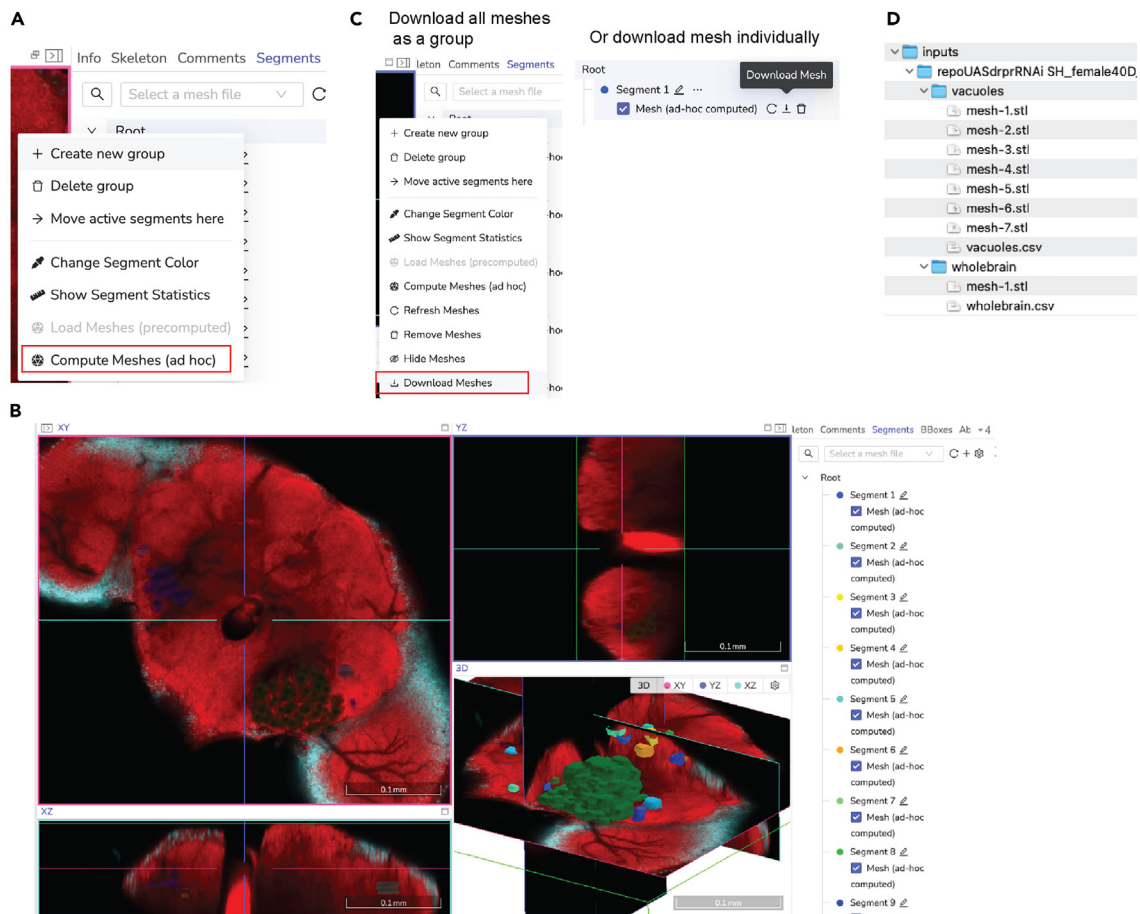 A
Info Skeleton Comments Segments
Select a mesh file
Root
Create new group
Delete group
Move active segments here
Change Segment Color
Show Segment Statistics
Load Meshes (precomputed)
Compute Meshes (ad hoc)
C
Download all meshes
as a group
leton Comments Segments
Select a mesh file
Create new group
Delete group
Move active segments here
Change Segment Color
Show Segment Statistics
Load Meshes (precomputed)
Compute Meshes (ad hoc)
Refresh Meshes
Remove Meshes
Hide Meshes
Download Meshes
Or download mesh individually
Root
Download Mesh
Segment 1 ...
Mesh (ad-hoc computed)
D
inputs
repoUASdrprRNAi SH_female40D_
vacuoles
mesh-1.stl
mesh-2.stl
mesh-3.stl
mesh-4.stl
mesh-5.stl
mesh-6.stl
mesh-7.stl
vacuoles.csv
wholebrain
mesh-1.stl
wholebrain.csv
B
XY
0.1 mm
YZ
0.1 mm
XZ
0.1 mm
3D
3D XY YZ XZ
0.1 mm
leton Comments Segments BBoxes Ab 4
Select a mesh file
Root
Segment 1
Mesh (ad-hoc
computed)
Segment 2
Mesh (ad-hoc
computed)
Segment 3
Mesh (ad-hoc
computed)
Segment 4
Mesh (ad-hoc
computed)
Segment 5
Mesh (ad-hoc
computed)
Segment 6
Mesh (ad-hoc
computed)
Segment 7
Mesh (ad-hoc
computed)
Segment 8
Mesh (ad-hoc
computed)
Segment 9